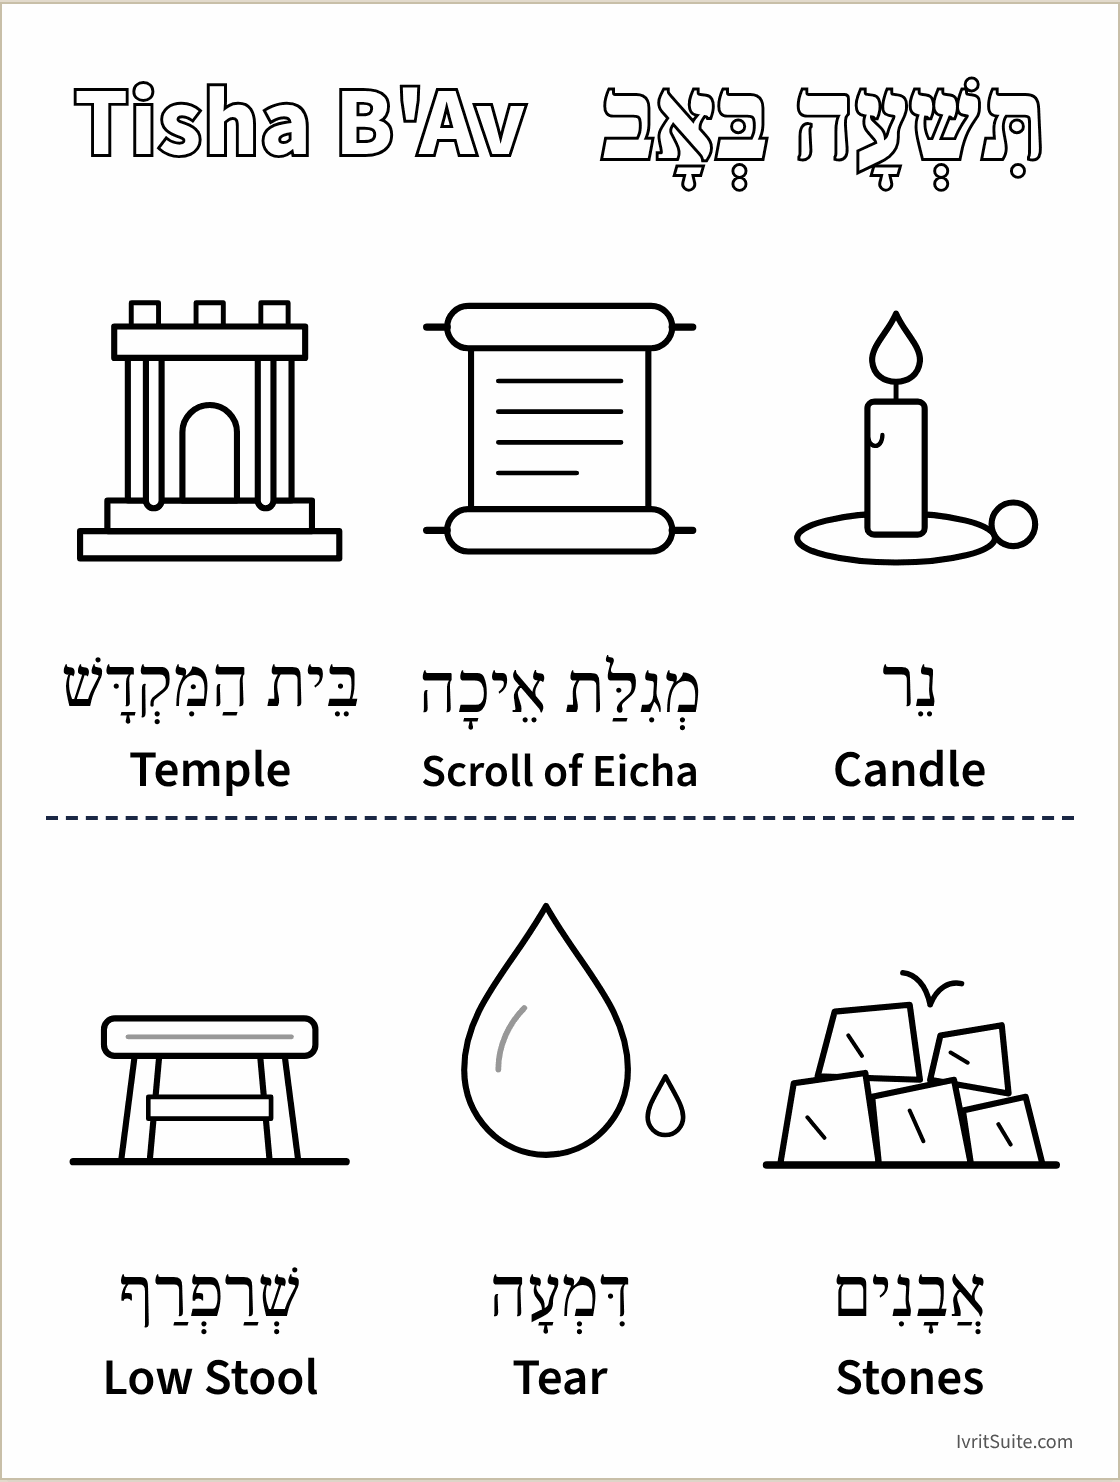 Tisha B'Av תִּשְׁעָה בְּאָב
בֵּית הַמִּקְדָּשׁ
Temple
מְגִלַּת אֵיכָה
Scroll of Eicha
נֵר
Candle
שְׁרַפְרַף
Low Stool
דִּמְעָה
Tear
אֲבָנִים
Stones
IvritSuite.com